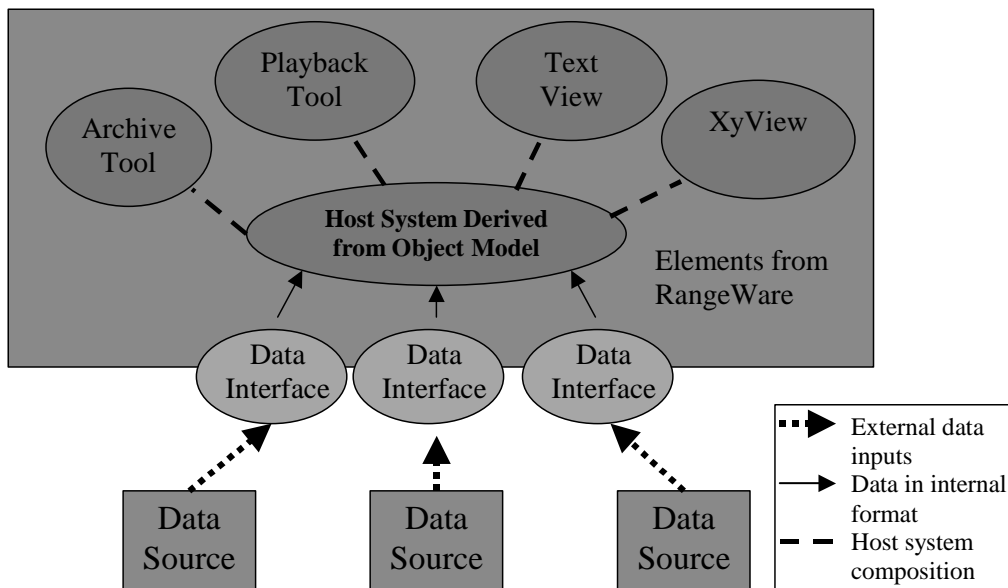 Playback
Tool
Text
View
Archive
Tool
XyView
Host System Derived
from Object Model
Elements from
RangeWare
Data
Interface
Data
Interface
Data
Interface
Data
Source
Data
Source
Data
Source
External data
inputs
Data in internal
format
Host system
composition